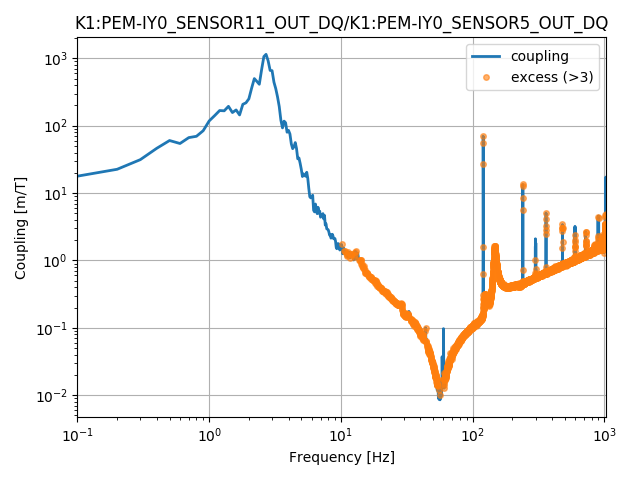 K1:PEM-IY0_SENSOR11_OUT_DQ/K1:PEM-IY0_SENSOR5_OUT_DQ
coupling
excess (>3)
10³
10²
10¹
10⁰
10⁻¹
10⁻²
Coupling [m/T]
10⁻¹ 10⁰ 10¹ 10² 10³
Frequency [Hz]